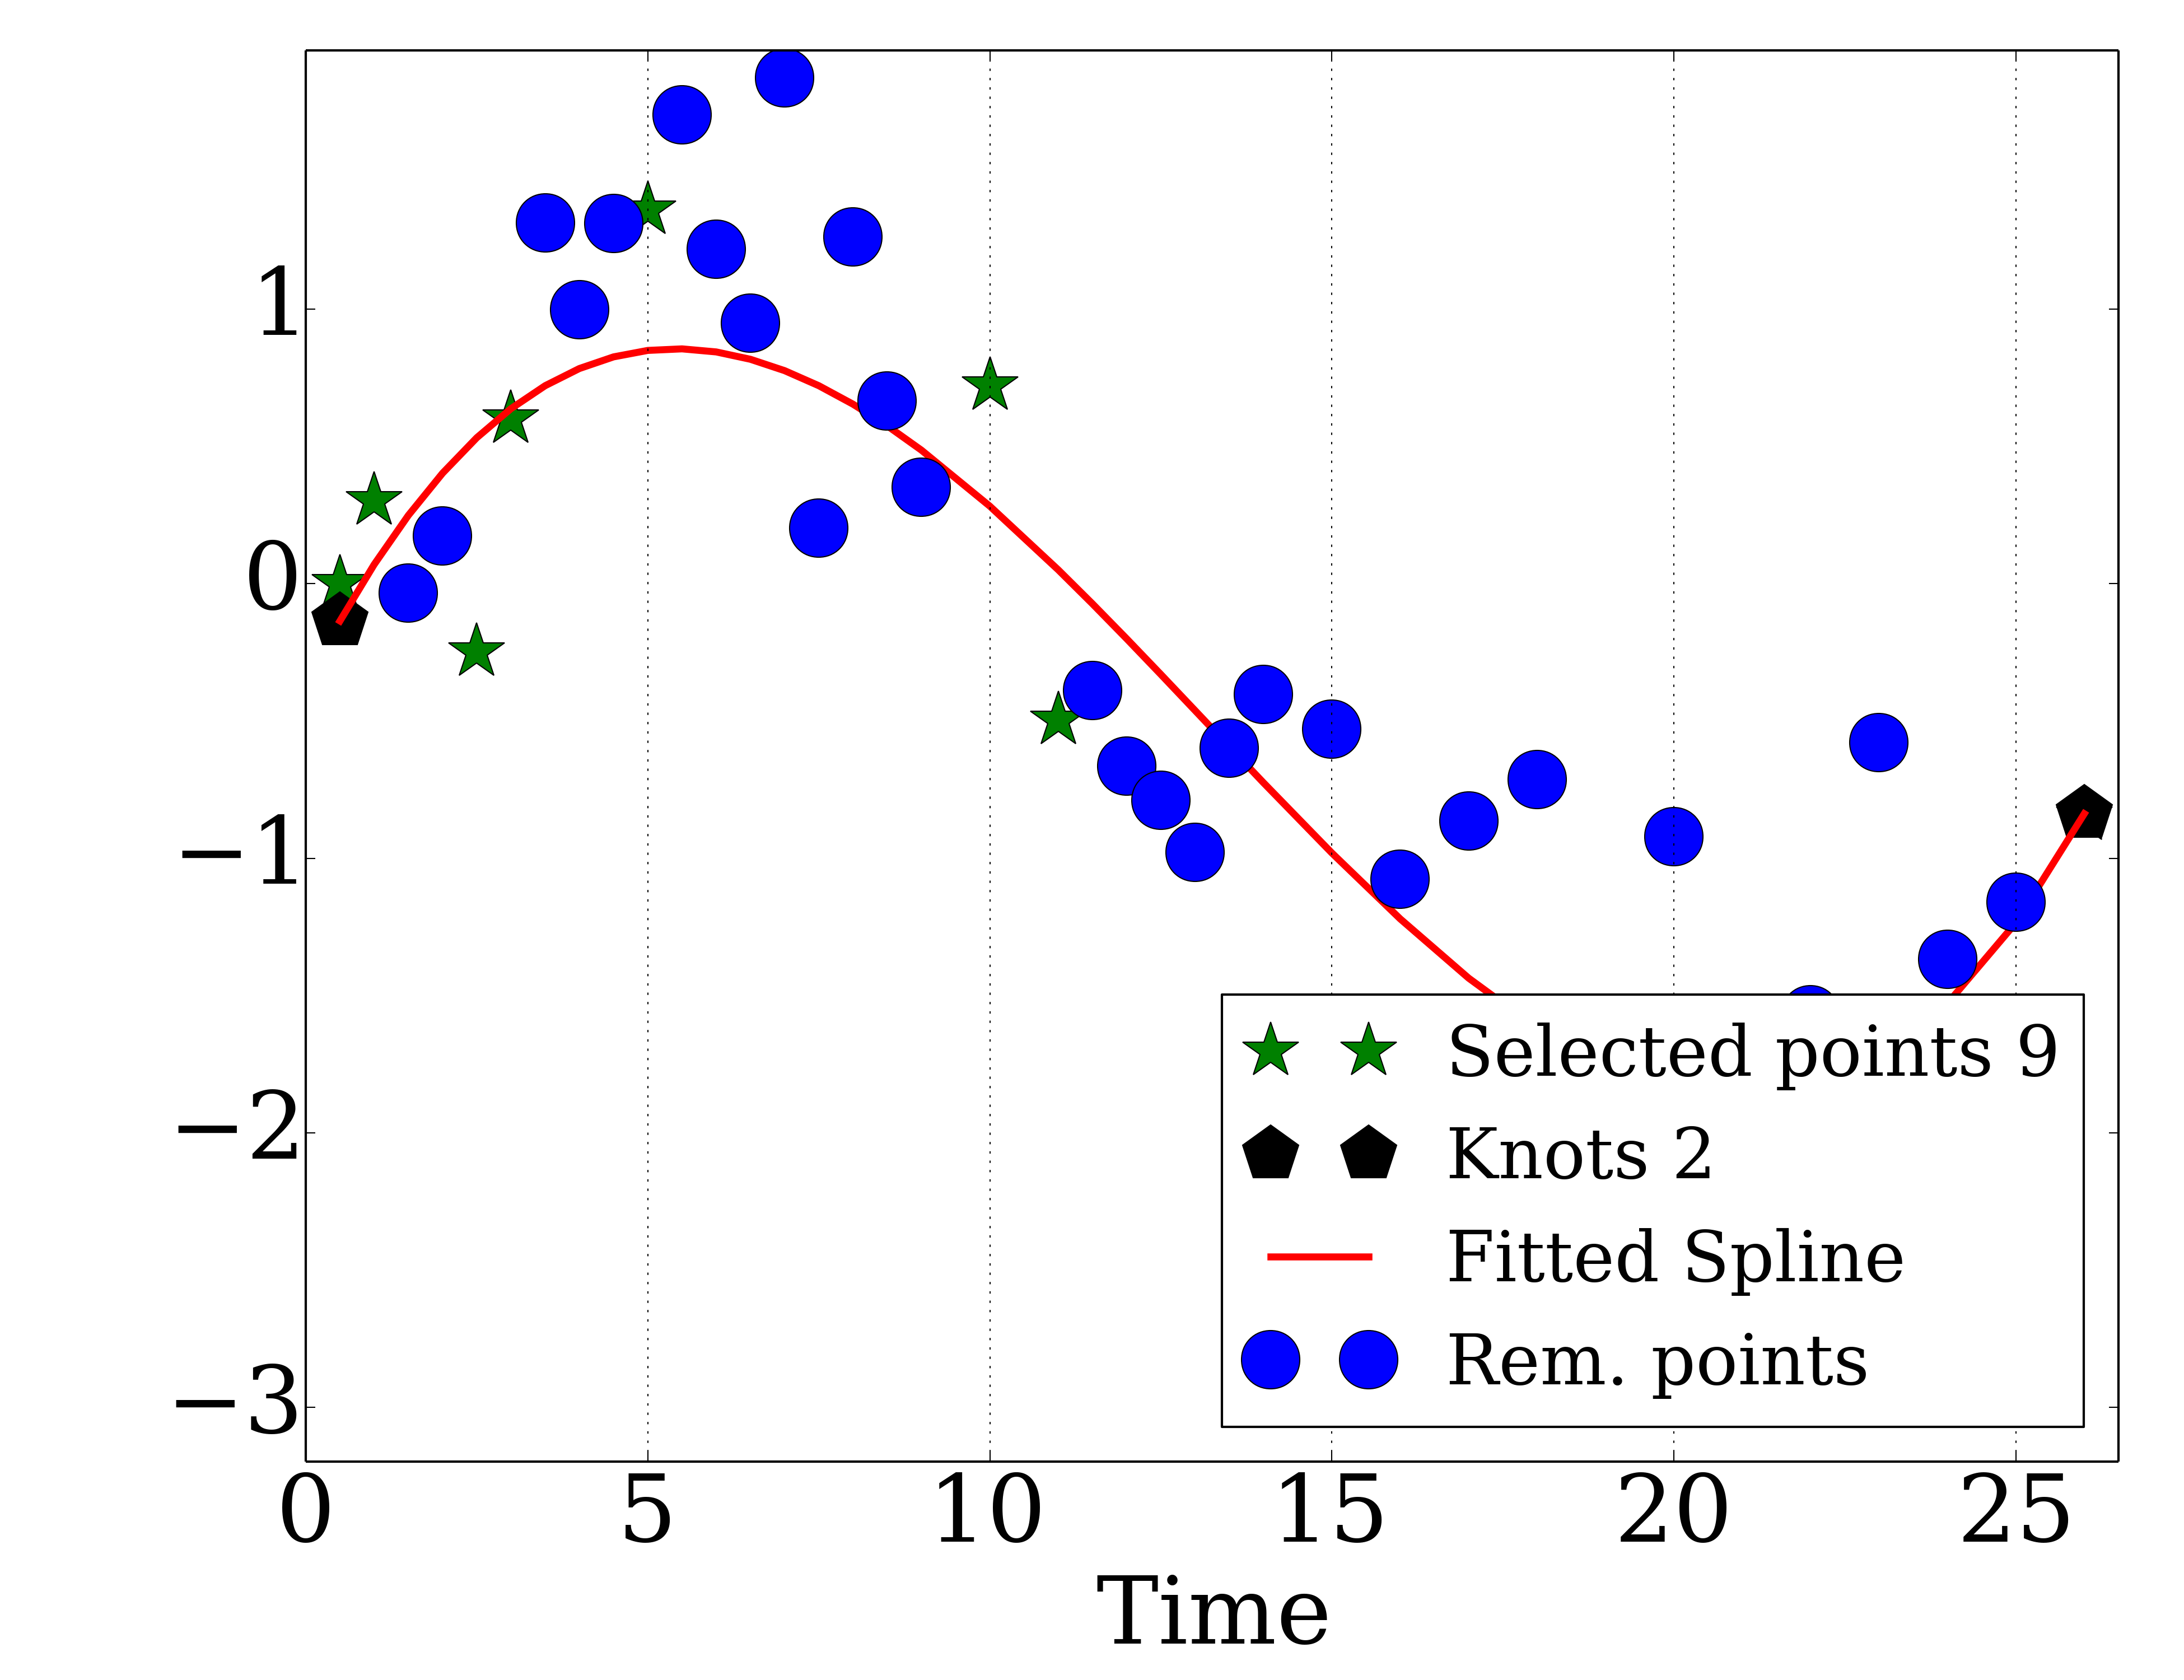 1
0
−1
−2
−3
0 5 10 15 20 25
Time
Selected points 9
Knots 2
Fitted Spline
Rem. points